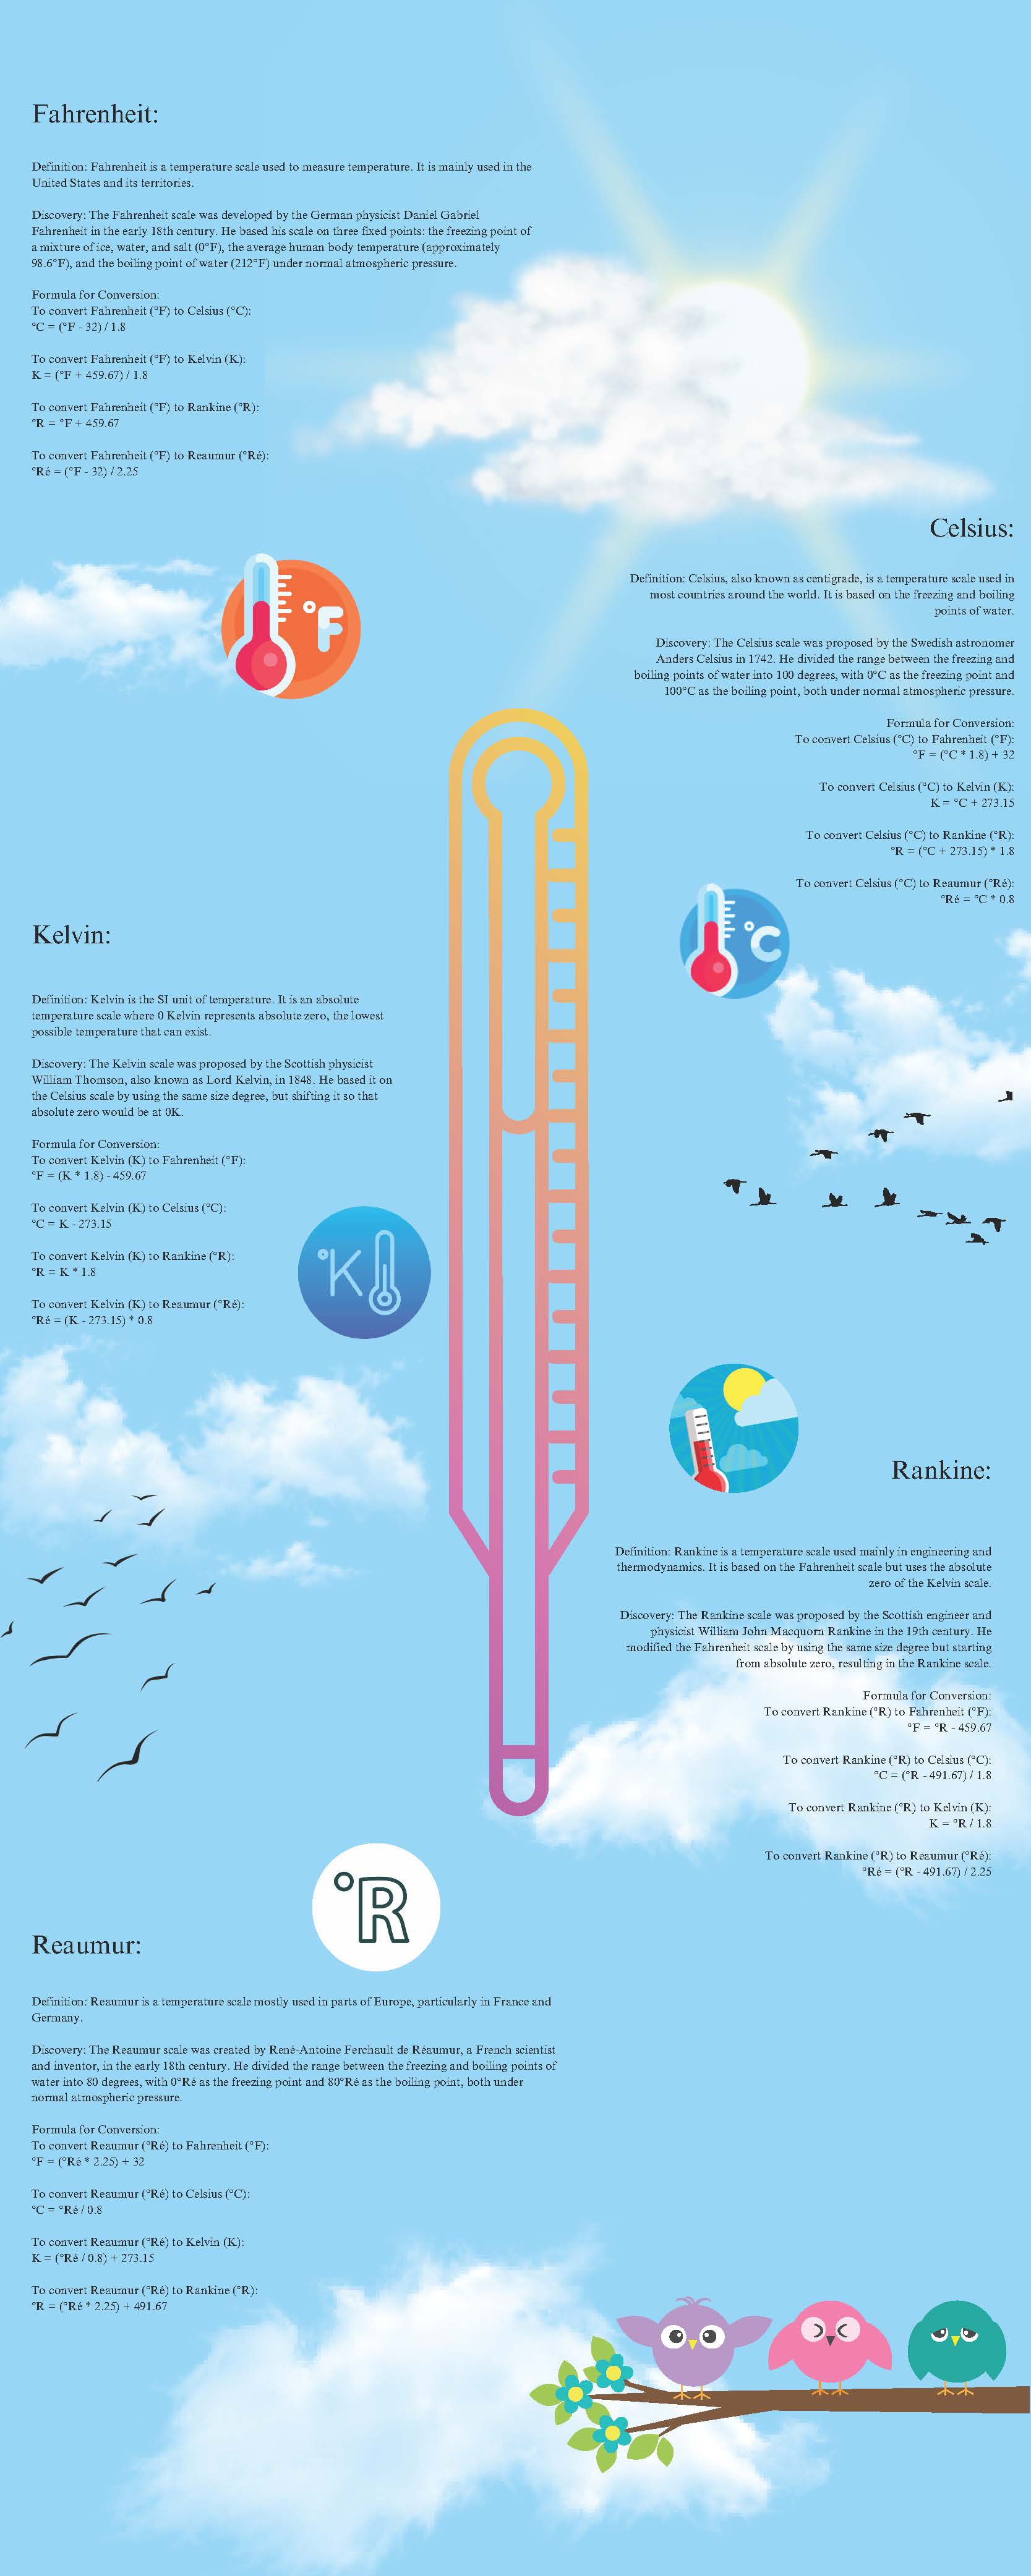 Fahrenheit:
Definition: Fahrenheit is a temperature scale used to measure temperature. It is mainly used in the
United States and its territories.
Discovery: The Fahrenheit scale was developed by the German physicist Daniel Gabriel
Fahrenheit in the early 18th century. He based his scale on three fixed points: the freezing point of
a mixture of ice, water, and salt (0°F), the average human body temperature (approximately
98.6°F), and the boiling point of water (212°F) under normal atmospheric pressure.
Formula for Conversion:
To convert Fahrenheit (°F) to Celsius (°C):
°C = (°F - 32) / 1.8
To convert Fahrenheit (°F) to Kelvin (K):
K = (°F + 459.67) / 1.8
To convert Fahrenheit (°F) to Rankine (°R):
°R = °F + 459.67
To convert Fahrenheit (°F) to Reaumur (°Ré):
°Ré = (°F - 32) / 2.25
°F
Celsius:
Definition: Celsius, also known as centigrade, is a temperature scale used in
most countries around the world. It is based on the freezing and boiling
points of water.
Discovery: The Celsius scale was proposed by the Swedish astronomer
Anders Celsius in 1742. He divided the range between the freezing and
boiling points of water into 100 degrees, with 0°C as the freezing point and
100°C as the boiling point, both under normal atmospheric pressure.
Formula for Conversion:
To convert Celsius (°C) to Fahrenheit (°F):
°F = (°C * 1.8) + 32
To convert Celsius (°C) to Kelvin (K):
K = °C + 273.15
To convert Celsius (°C) to Rankine (°R):
°R = (°C + 273.15) * 1.8
To convert Celsius (°C) to Reaumur (°Ré):
°Ré = °C * 0.8
°C
Kelvin:
Definition: Kelvin is the SI unit of temperature. It is an absolute
temperature scale where 0 Kelvin represents absolute zero, the lowest
possible temperature that can exist.
Discovery: The Kelvin scale was proposed by the Scottish physicist
William Thomson, also known as Lord Kelvin, in 1848. He based it on
the Celsius scale by using the same size degree, but shifting it so that
absolute zero would be at 0K.
Formula for Conversion:
To convert Kelvin (K) to Fahrenheit (°F):
°F = (K * 1.8) - 459.67
To convert Kelvin (K) to Celsius (°C):
°C = K - 273.15
To convert Kelvin (K) to Rankine (°R):
°R = K * 1.8
To convert Kelvin (K) to Reaumur (°Ré):
°Ré = (K - 273.15) * 0.8
°K
Rankine:
Definition: Rankine is a temperature scale used mainly in engineering and
thermodynamics. It is based on the Fahrenheit scale but uses the absolute
zero of the Kelvin scale.
Discovery: The Rankine scale was proposed by the Scottish engineer and
physicist William John Macquorn Rankine in the 19th century. He
modified the Fahrenheit scale by using the same size degree but starting
from absolute zero, resulting in the Rankine scale.
Formula for Conversion:
To convert Rankine (°R) to Fahrenheit (°F):
°F = °R - 459.67
To convert Rankine (°R) to Celsius (°C):
°C = (°R - 491.67) / 1.8
To convert Rankine (°R) to Kelvin (K):
K = °R / 1.8
To convert Rankine (°R) to Reaumur (°Ré):
°Ré = (°R - 491.67) / 2.25
°R
Reaumur:
Definition: Reaumur is a temperature scale mostly used in parts of Europe, particularly in France and
Germany.
Discovery: The Reaumur scale was created by René-Antoine Ferchault de Réaumur, a French scientist
and inventor, in the early 18th century. He divided the range between the freezing and boiling points of
water into 80 degrees, with 0°Ré as the freezing point and 80°Ré as the boiling point, both under
normal atmospheric pressure.
Formula for Conversion:
To convert Reaumur (°Ré) to Fahrenheit (°F):
°F = (°Ré * 2.25) + 32
To convert Reaumur (°Ré) to Celsius (°C):
°C = °Ré / 0.8
To convert Reaumur (°Ré) to Kelvin (K):
K = (°Ré / 0.8) + 273.15
To convert Reaumur (°Ré) to Rankine (°R):
°R = (°Ré * 2.25) + 491.67